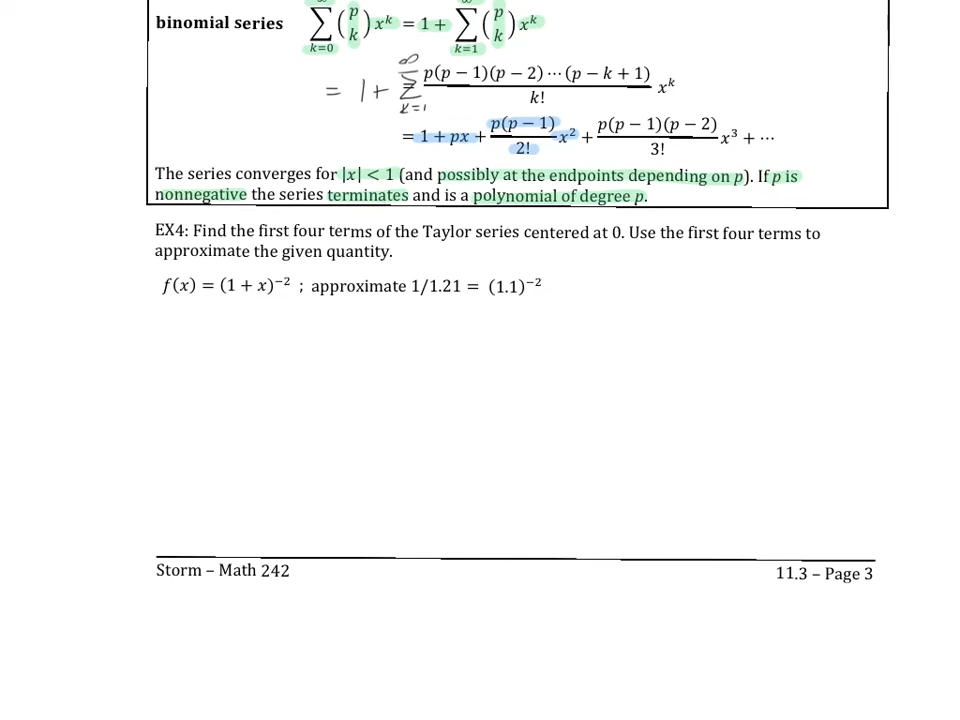 binomial series ∑_{k=0}^{∞} (p k) x^k = 1 + ∑_{k=1}^{∞} (p k) x^k
= 1 + ∑_{k=1}^{∞} p(p − 1)(p − 2) ⋯ (p − k + 1) / k! x^k
= 1 + px + p(p − 1)/2! x² + p(p − 1)(p − 2)/3! x³ + ⋯
The series converges for |x| < 1 (and possibly at the endpoints depending on p). If p is
nonnegative the series terminates and is a polynomial of degree p.
EX4: Find the first four terms of the Taylor series centered at 0. Use the first four terms to
approximate the given quantity.
f(x) = (1 + x)⁻² ; approximate 1/1.21 = (1.1)⁻²
Storm – Math 242
11.3 – Page 3